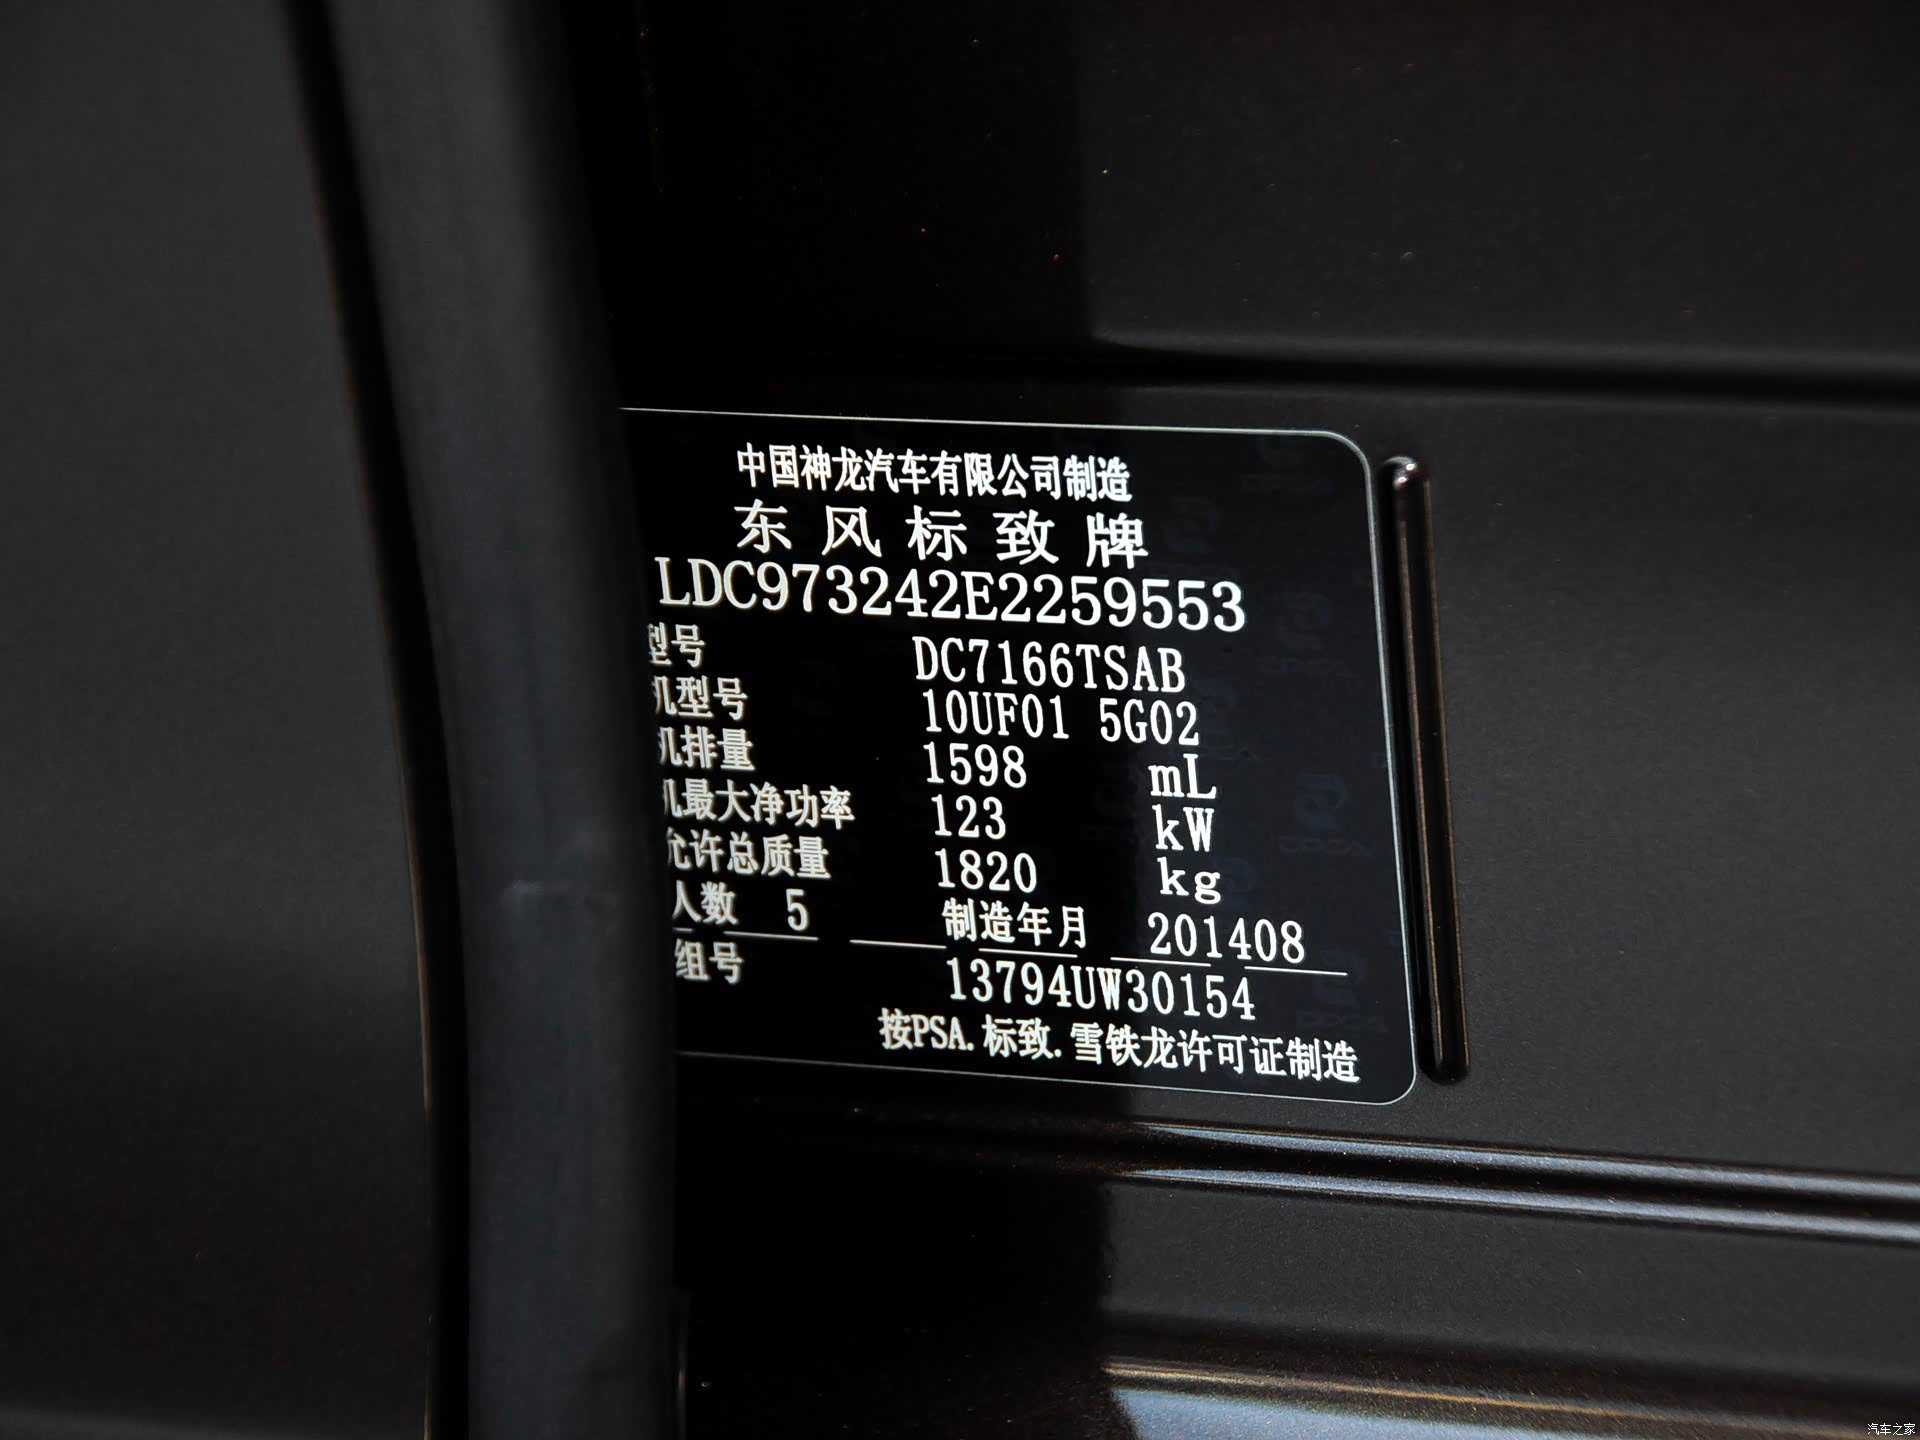 中国神龙汽车有限公司制造
东风标致牌
LDC973242E2259553
型号 DC7166TSAB
机型号 10UF01 5G02
机排量 1598 mL
机最大净功率 123 kW
允许总质量 1820 kg
人数 5 制造年月 201408
组号 13794UW30154
按PSA.标致.雪铁龙许可证制造
汽车之家